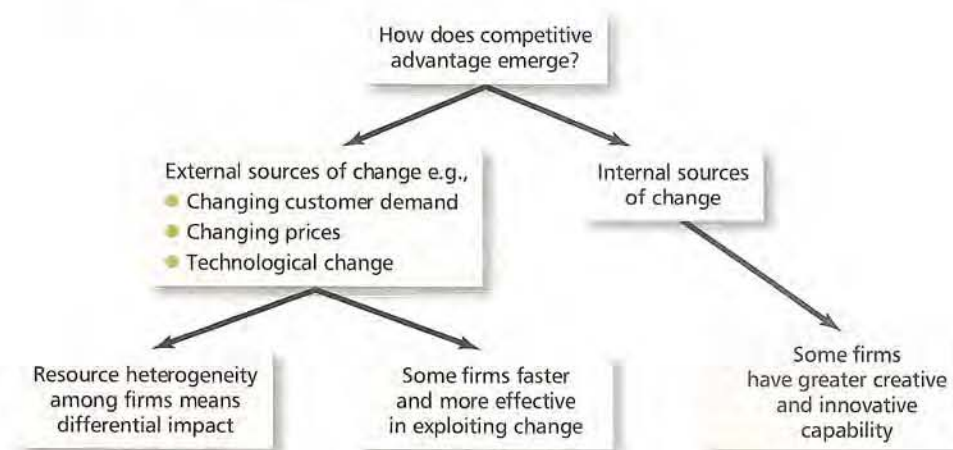 How does competitive
advantage emerge?
External sources of change e.g.,
Changing customer demand
Changing prices
Technological change
Internal sources
of change
Resource heterogeneity
among firms means
differential impact
Some firms faster
and more effective
in exploiting change
Some firms
have greater creative
and innovative
capability